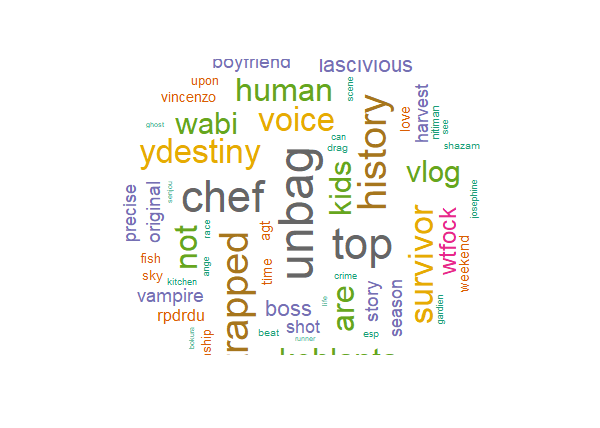 boyfriend
lascivious
upon
human
scene
vincenzo
history
harvest
love
nitiman
see
ghost
wabi
voice
can
drag
shazam
ydestiny
unbag
kids
vlog
precise
original
senjou
chef
josephine
not
race
agt
top
survivor
wtfock
weekend
fish
sky
ange
rapped
time
crime
kitchen
are
story
season
vampire
boss
life
gardien
rpdrdu
shot
beat
esp
bokura
ship
runner